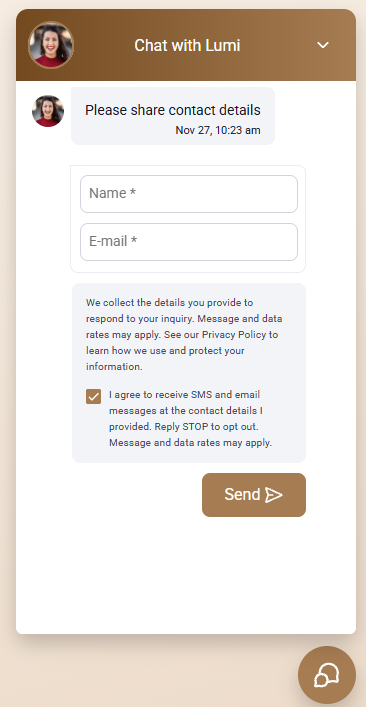 Chat with Lumi
Please share contact details
Nov 27, 10:23 am
Name *
E-mail *
We collect the details you provide to
respond to your inquiry. Message and data
rates may apply. See our Privacy Policy to
learn how we use and protect your
information.
I agree to receive SMS and email
messages at the contact details I
provided. Reply STOP to opt out.
Message and data rates may apply.
Send